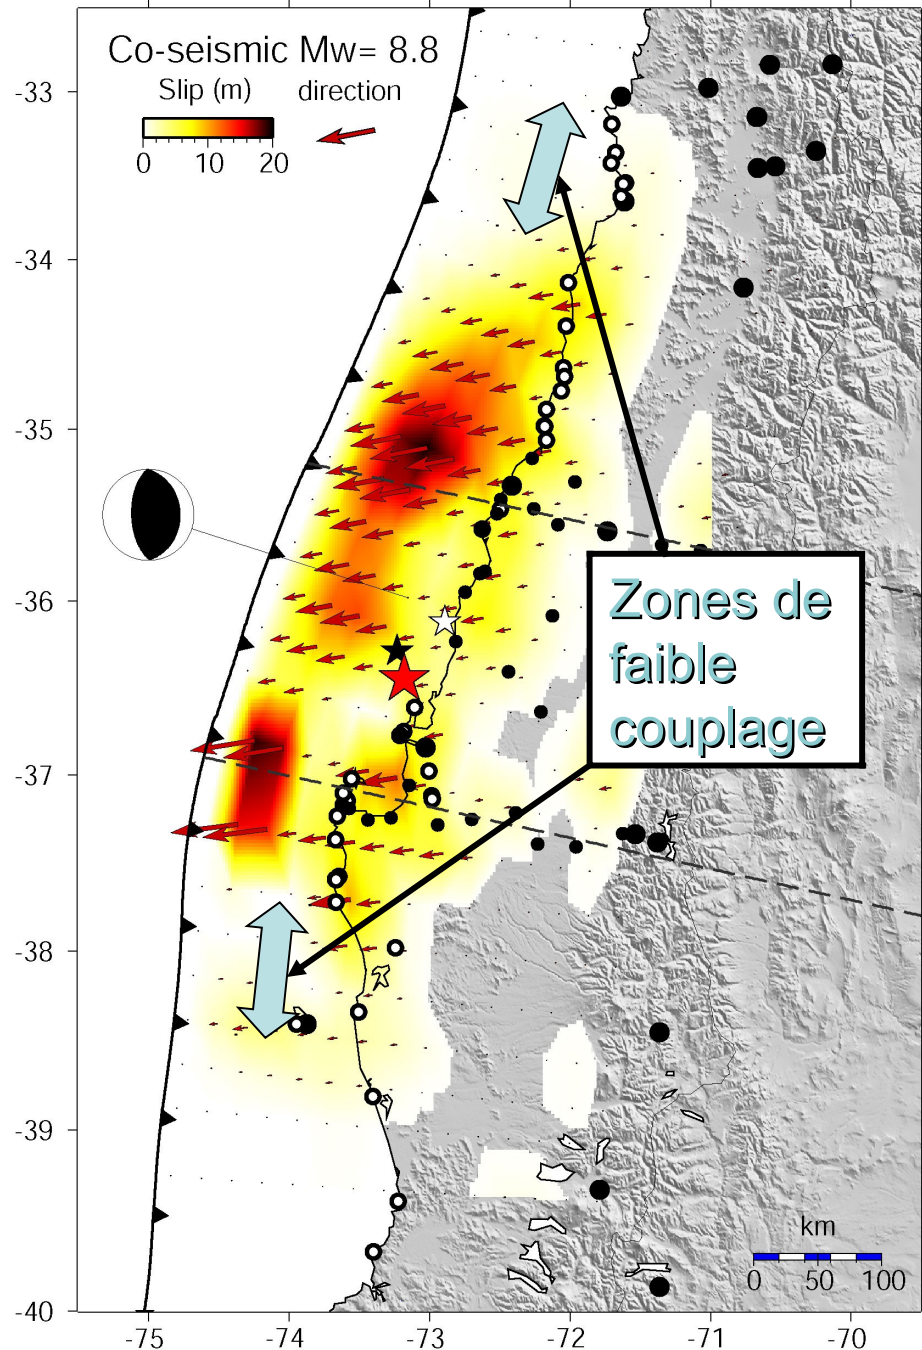 Co-seismic Mw= 8.8
Slip (m) direction
0 10 20
-33
-34
-35
-36
-37
-38
-39
-40
Zones de
faible
couplage
km
0 50 100
-75 -74 -73 -72 -71 -70